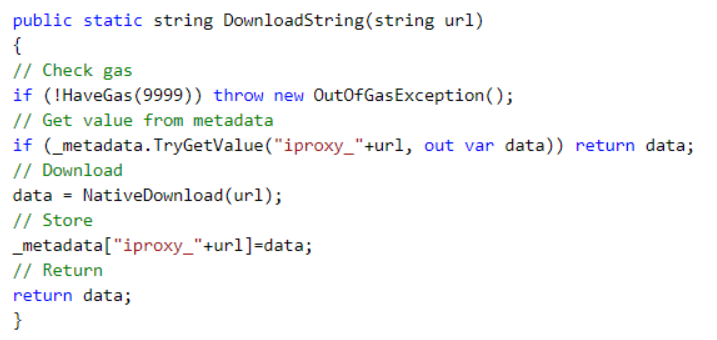 public static string DownloadString(string url)
{
// Check gas
if (!HaveGas(9999)) throw new OutOfGasException();
// Get value from metadata
if (_metadata.TryGetValue("iproxy_"+url, out var data)) return data;
// Download
data = NativeDownload(url);
// Store
_metadata["iproxy_"+url]=data;
// Return
return data;
}